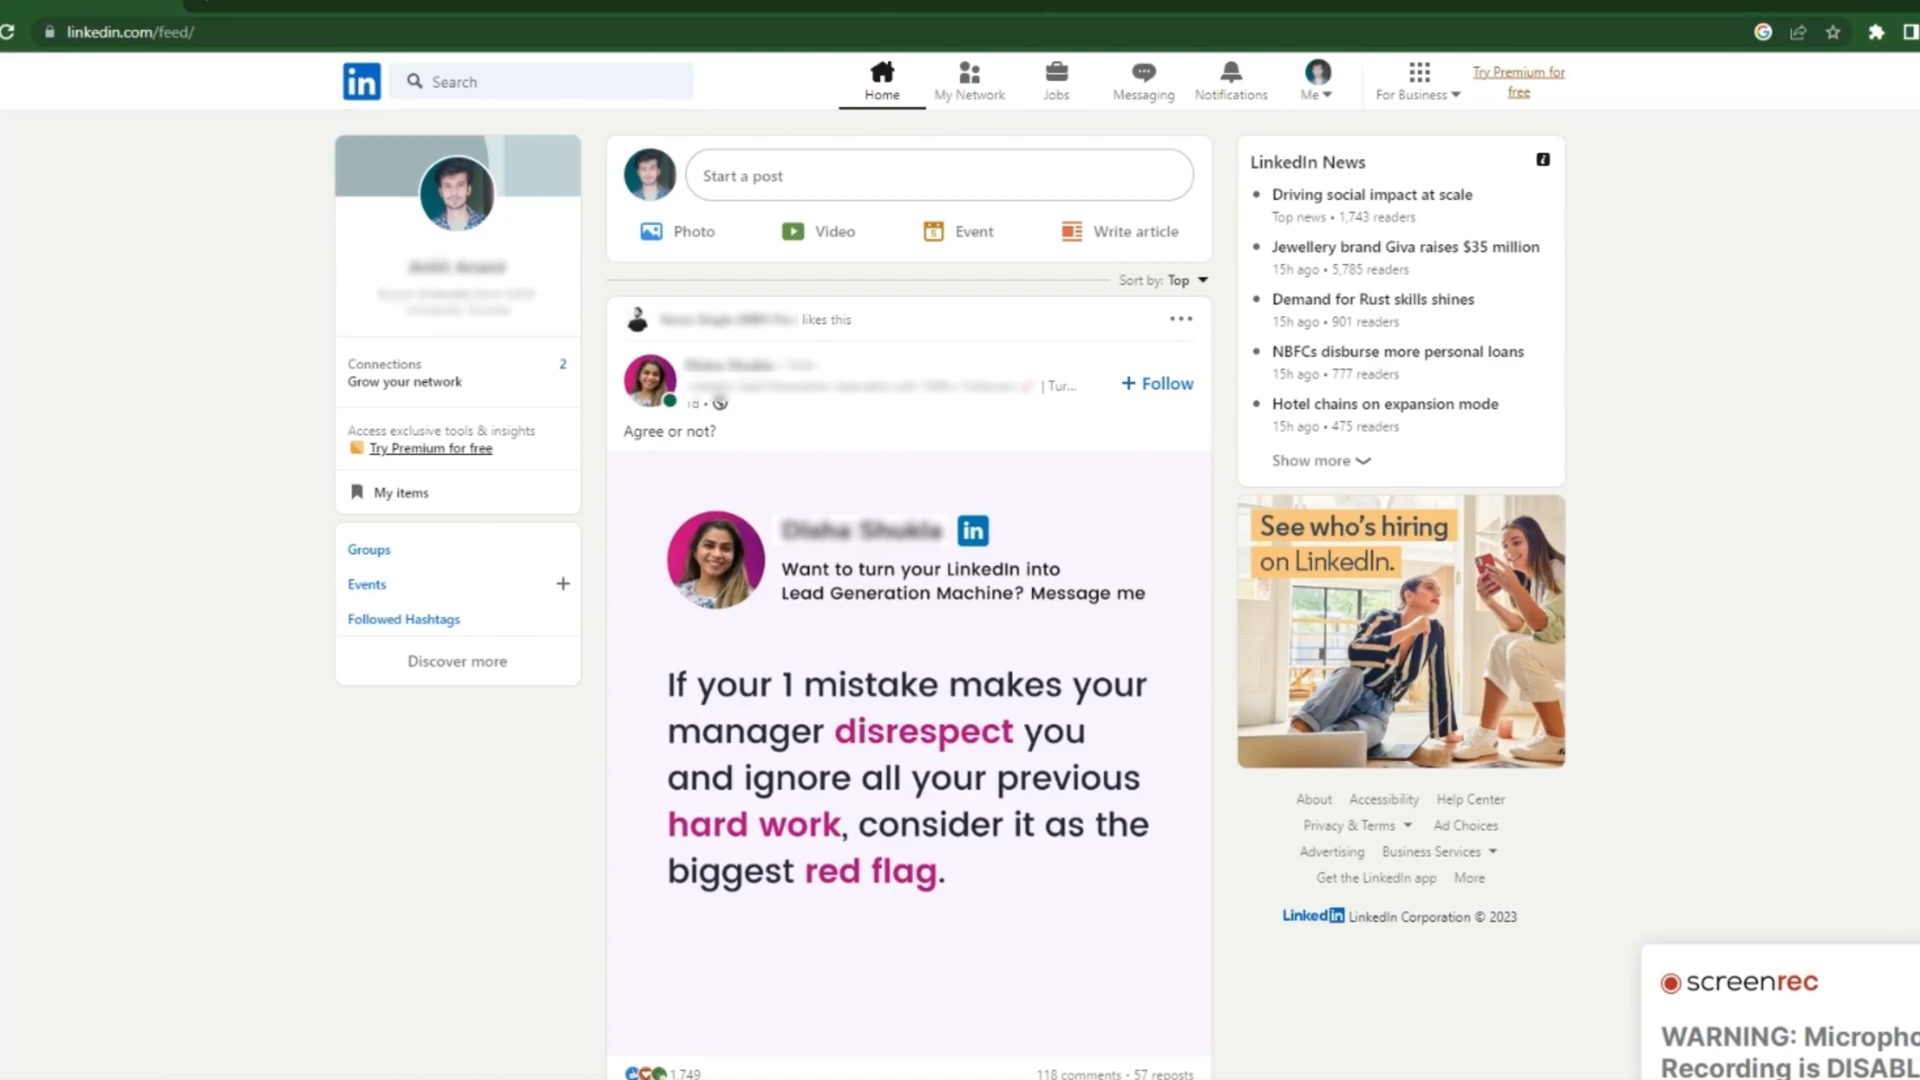 linkedin.com/feed/
in
Search
Home
My Network
Jobs
Messaging
Notifications
Me
For Business
Try Premium for
free
Connections
2
Grow your network
Access exclusive tools & insights
Try Premium for free
My items
Groups
Events
Followed Hashtags
Discover more
Start a post
Photo
Video
Event
Write article
Sort by: Top
likes this
| Tur...
+ Follow
1d •
Agree or not?
in
Want to turn your LinkedIn into
Lead Generation Machine? Message me
If your 1 mistake makes your
manager disrespect you
and ignore all your previous
hard work, consider it as the
biggest red flag.
1,749
118 comments • 57 reposts
LinkedIn News
Driving social impact at scale
Top news • 1,743 readers
Jewellery brand Giva raises $35 million
15h ago • 5,785 readers
Demand for Rust skills shines
15h ago • 901 readers
NBFCs disburse more personal loans
15h ago • 777 readers
Hotel chains on expansion mode
15h ago • 475 readers
Show more
See who's hiring
on LinkedIn.
About Accessibility Help Center
Privacy & Terms Ad Choices
Advertising Business Services
Get the LinkedIn app More
LinkedIn LinkedIn Corporation © 2023
screenrec
WARNING: Micropho
Recording is DISABL